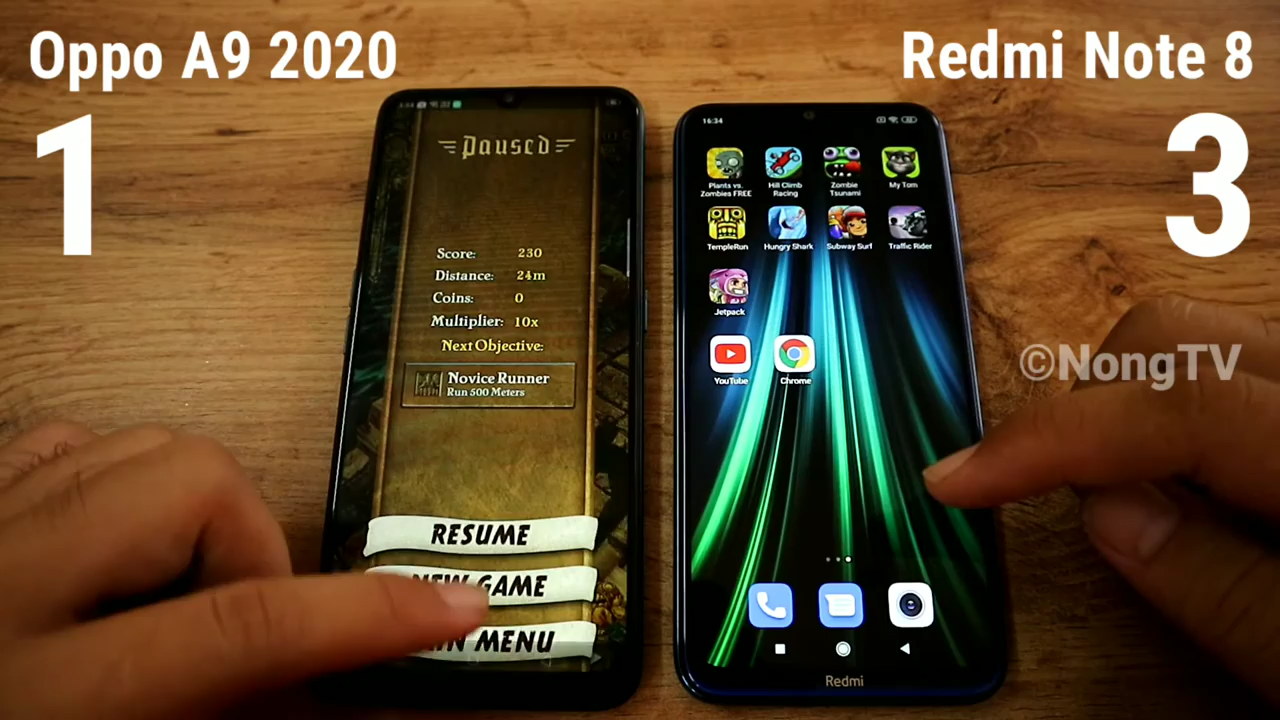 Oppo A9 2020
1
Redmi Note 8
3
©NongTV
Paused
Score: 230
Distance: 24m
Coins: 0
Multiplier: 10x
Next Objective:
Novice Runner
Run 500 Meters
RESUME
NEW GAME
MENU
16:34
Plants vs. Zombies FREE
Hill Climb Racing
Zombie Tsunami
My Tom
TempleRun
Hungry Shark
Subway Surf
Traffic Rider
Jetpack
YouTube
Chrome
Redmi